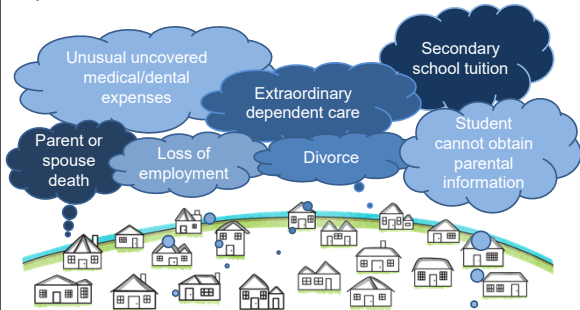 Unusual uncovered
medical/dental
expenses
Extraordinary
dependent care
Secondary
school tuition
Parent or
spouse
death
Loss of
employment
Divorce
Student
cannot obtain
parental
information